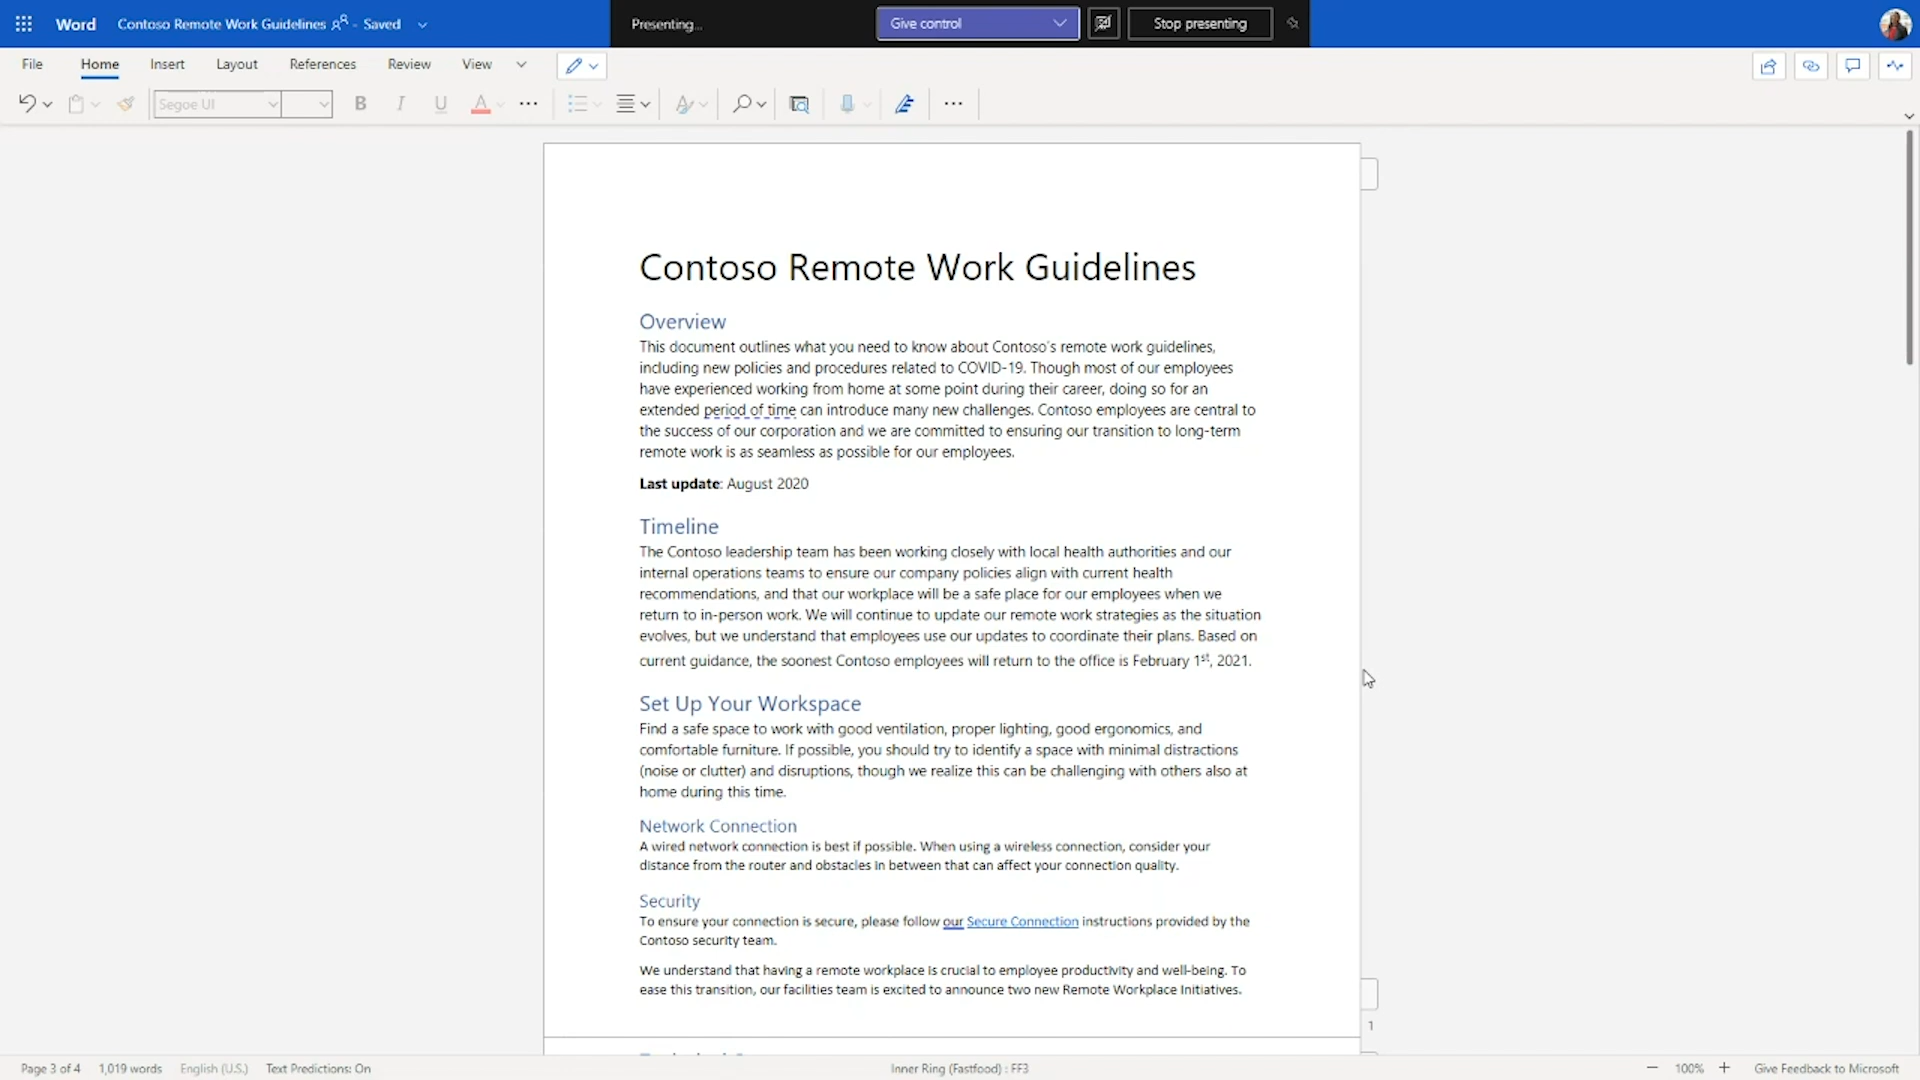 Word Contoso Remote Work Guidelines - Saved
Presenting... Give control Stop presenting
File Home Insert Layout References Review View
Segoe UI B I U A
Contoso Remote Work Guidelines
Overview
This document outlines what you need to know about Contoso's remote work guidelines,
including new policies and procedures related to COVID-19. Though most of our employees
have experienced working from home at some point during their career, doing so for an
extended period of time can introduce many new challenges. Contoso employees are central to
the success of our corporation and we are committed to ensuring our transition to long-term
remote work is as seamless as possible for our employees.
Last update: August 2020
Timeline
The Contoso leadership team has been working closely with local health authorities and our
internal operations teams to ensure our company policies align with current health
recommendations, and that our workplace will be a safe place for our employees when we
return to in-person work. We will continue to update our remote work strategies as the situation
evolves, but we understand that employees use our updates to coordinate their plans. Based on
current guidance, the soonest Contoso employees will return to the office is February 1st, 2021.
Set Up Your Workspace
Find a safe space to work with good ventilation, proper lighting, good ergonomics, and
comfortable furniture. If possible, you should try to identify a space with minimal distractions
(noise or clutter) and disruptions, though we realize this can be challenging with others also at
home during this time.
Network Connection
A wired network connection is best if possible. When using a wireless connection, consider your
distance from the router and obstacles in between that can affect your connection quality.
Security
To ensure your connection is secure, please follow our Secure Connection instructions provided by the
Contoso security team.
We understand that having a remote workplace is crucial to employee productivity and well-being. To
ease this transition, our facilities team is excited to announce two new Remote Workplace Initiatives.
1
Page 3 of 4 1,019 words English (U.S.) Text Predictions: On Inner Ring (Fastfood) : FF3 100% Give Feedback to Microsoft